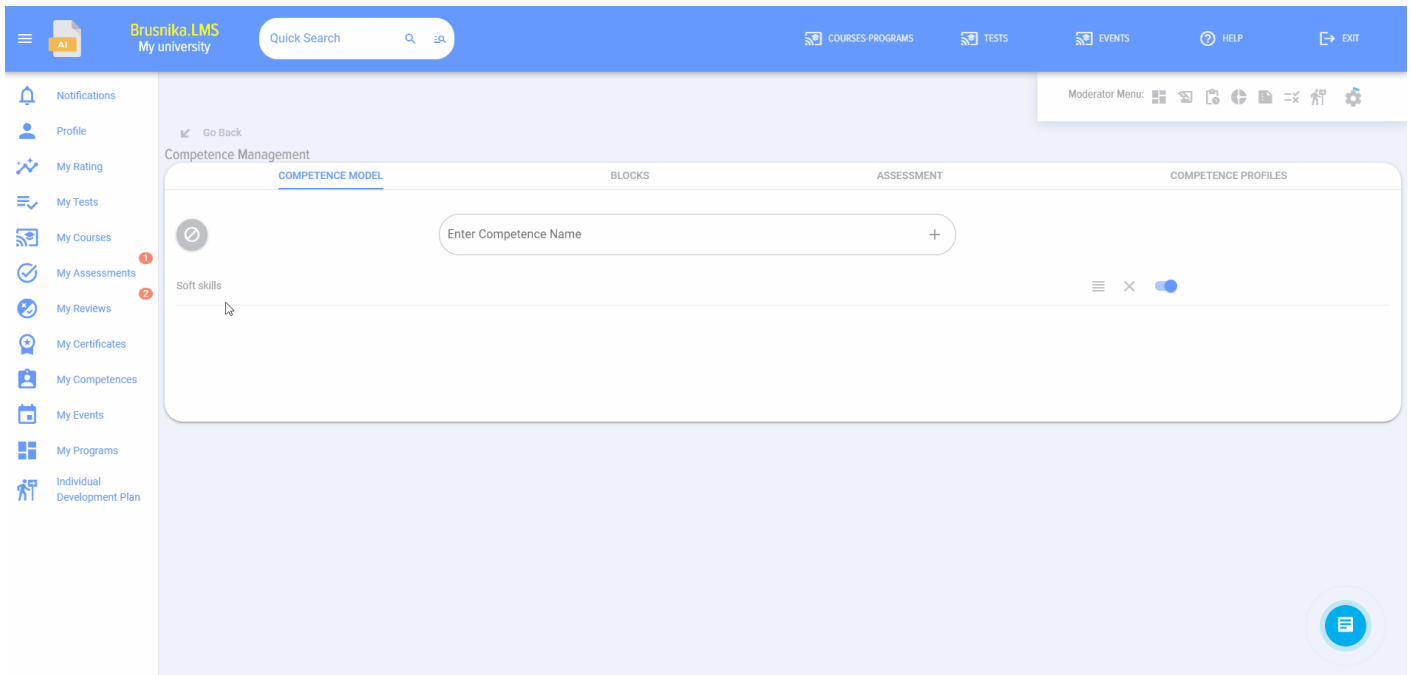 AI
Brusnika.LMS
My university
Quick Search
COURSES-PROGRAMS
TESTS
EVENTS
HELP
EXIT
Moderator Menu:
Notifications
Profile
My Rating
My Tests
My Courses
1
My Assessments
2
My Reviews
My Certificates
My Competences
My Events
My Programs
Individual
Development Plan
Go Back
Competence Management
COMPETENCE MODEL
BLOCKS
ASSESSMENT
COMPETENCE PROFILES
Enter Competence Name
Soft skills